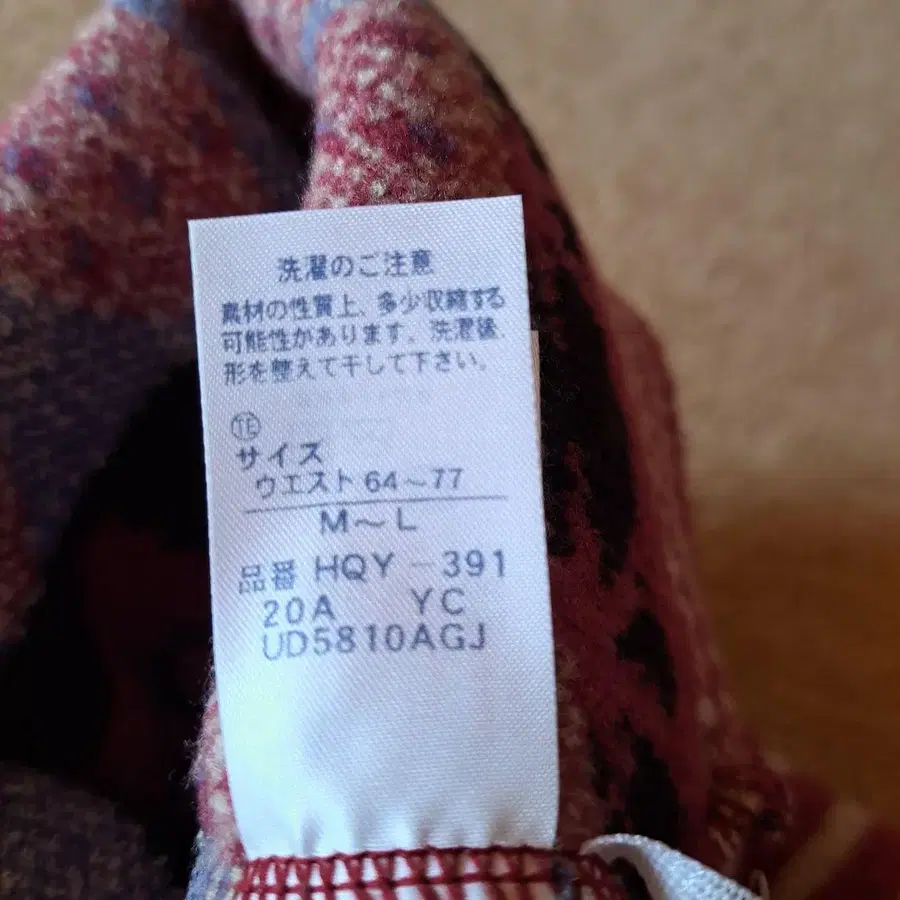 洗濯のご注意
素材の性質上、多少収縮する
可能性があります。洗濯後、
形を整えて干して下さい。
TE
サイズ
ウエスト 64～77
M～L
品番 HQY-391
20A YC
UD5810AGJ